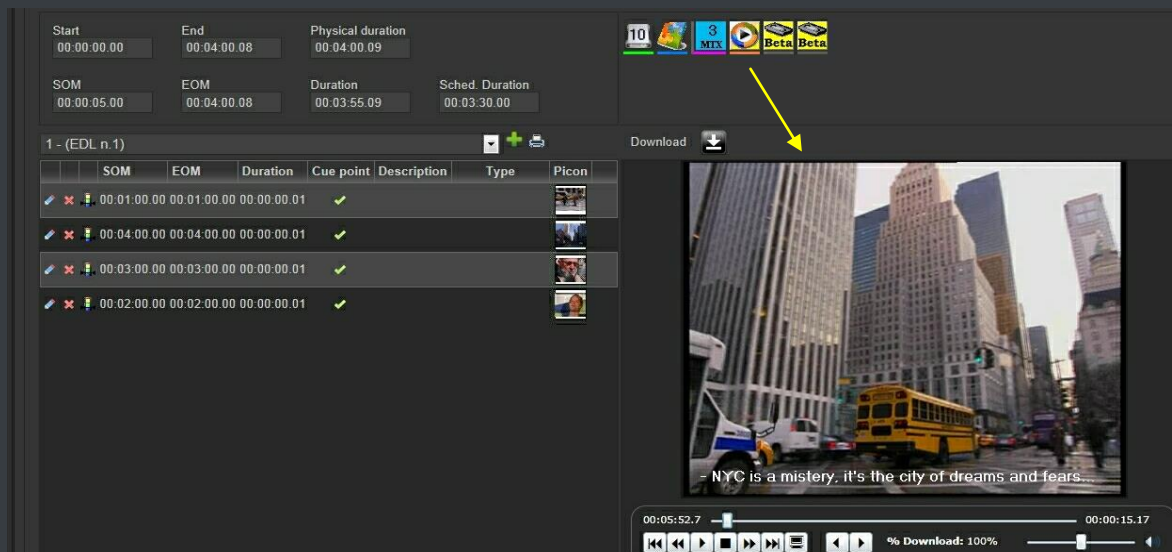 Start End Physical duration
00:00:00.00 00:04:00.08 00:04:00.09
SOM EOM Duration Sched. Duration
00:00:05.00 00:04:00.08 00:03:55.09 00:03:30.00
10 3 MTX Beta Beta
1 - (EDL n.1)
Download
SOM EOM Duration Cue point Description Type Picon
00:01:00.00 00:01:00.00 00:00:00.01
00:04:00.00 00:04:00.00 00:00:00.01
00:03:00.00 00:03:00.00 00:00:00.01
00:02:00.00 00:02:00.00 00:00:00.01
- NYC is a mistery, it's the city of dreams and fears...
00:05:52.7 00:00:15.17
% Download: 100%